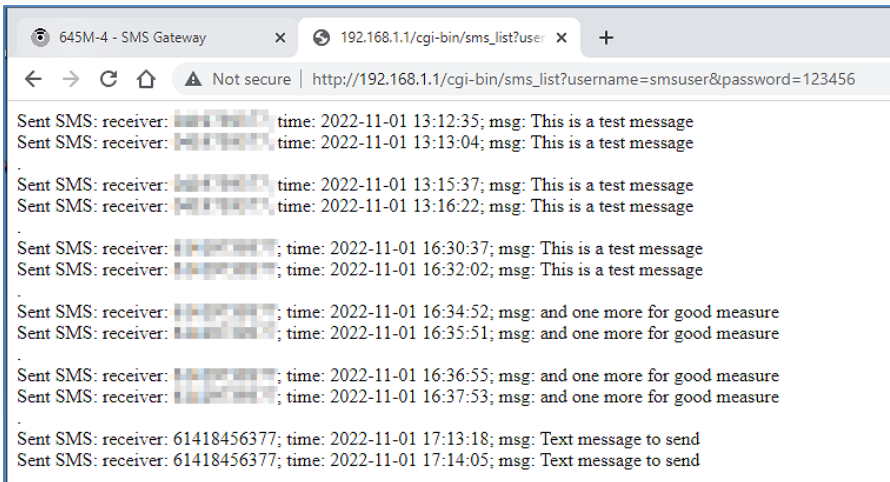 645M-4 - SMS Gateway
192.168.1.1/cgi-bin/sms_list?user
Not secure | http://192.168.1.1/cgi-bin/sms_list?username=smsuser&password=123456
Sent SMS: receiver: time: 2022-11-01 13:12:35; msg: This is a test message
Sent SMS: receiver: time: 2022-11-01 13:13:04; msg: This is a test message
.
Sent SMS: receiver: time: 2022-11-01 13:15:37; msg: This is a test message
Sent SMS: receiver: time: 2022-11-01 13:16:22; msg: This is a test message
.
Sent SMS: receiver: ; time: 2022-11-01 16:30:37; msg: This is a test message
Sent SMS: receiver: ; time: 2022-11-01 16:32:02; msg: This is a test message
.
Sent SMS: receiver: ; time: 2022-11-01 16:34:52; msg: and one more for good measure
Sent SMS: receiver: ; time: 2022-11-01 16:35:51; msg: and one more for good measure
.
Sent SMS: receiver: ; time: 2022-11-01 16:36:55; msg: and one more for good measure
Sent SMS: receiver: ; time: 2022-11-01 16:37:53; msg: and one more for good measure
.
Sent SMS: receiver: 61418456377; time: 2022-11-01 17:13:18; msg: Text message to send
Sent SMS: receiver: 61418456377; time: 2022-11-01 17:14:05; msg: Text message to send